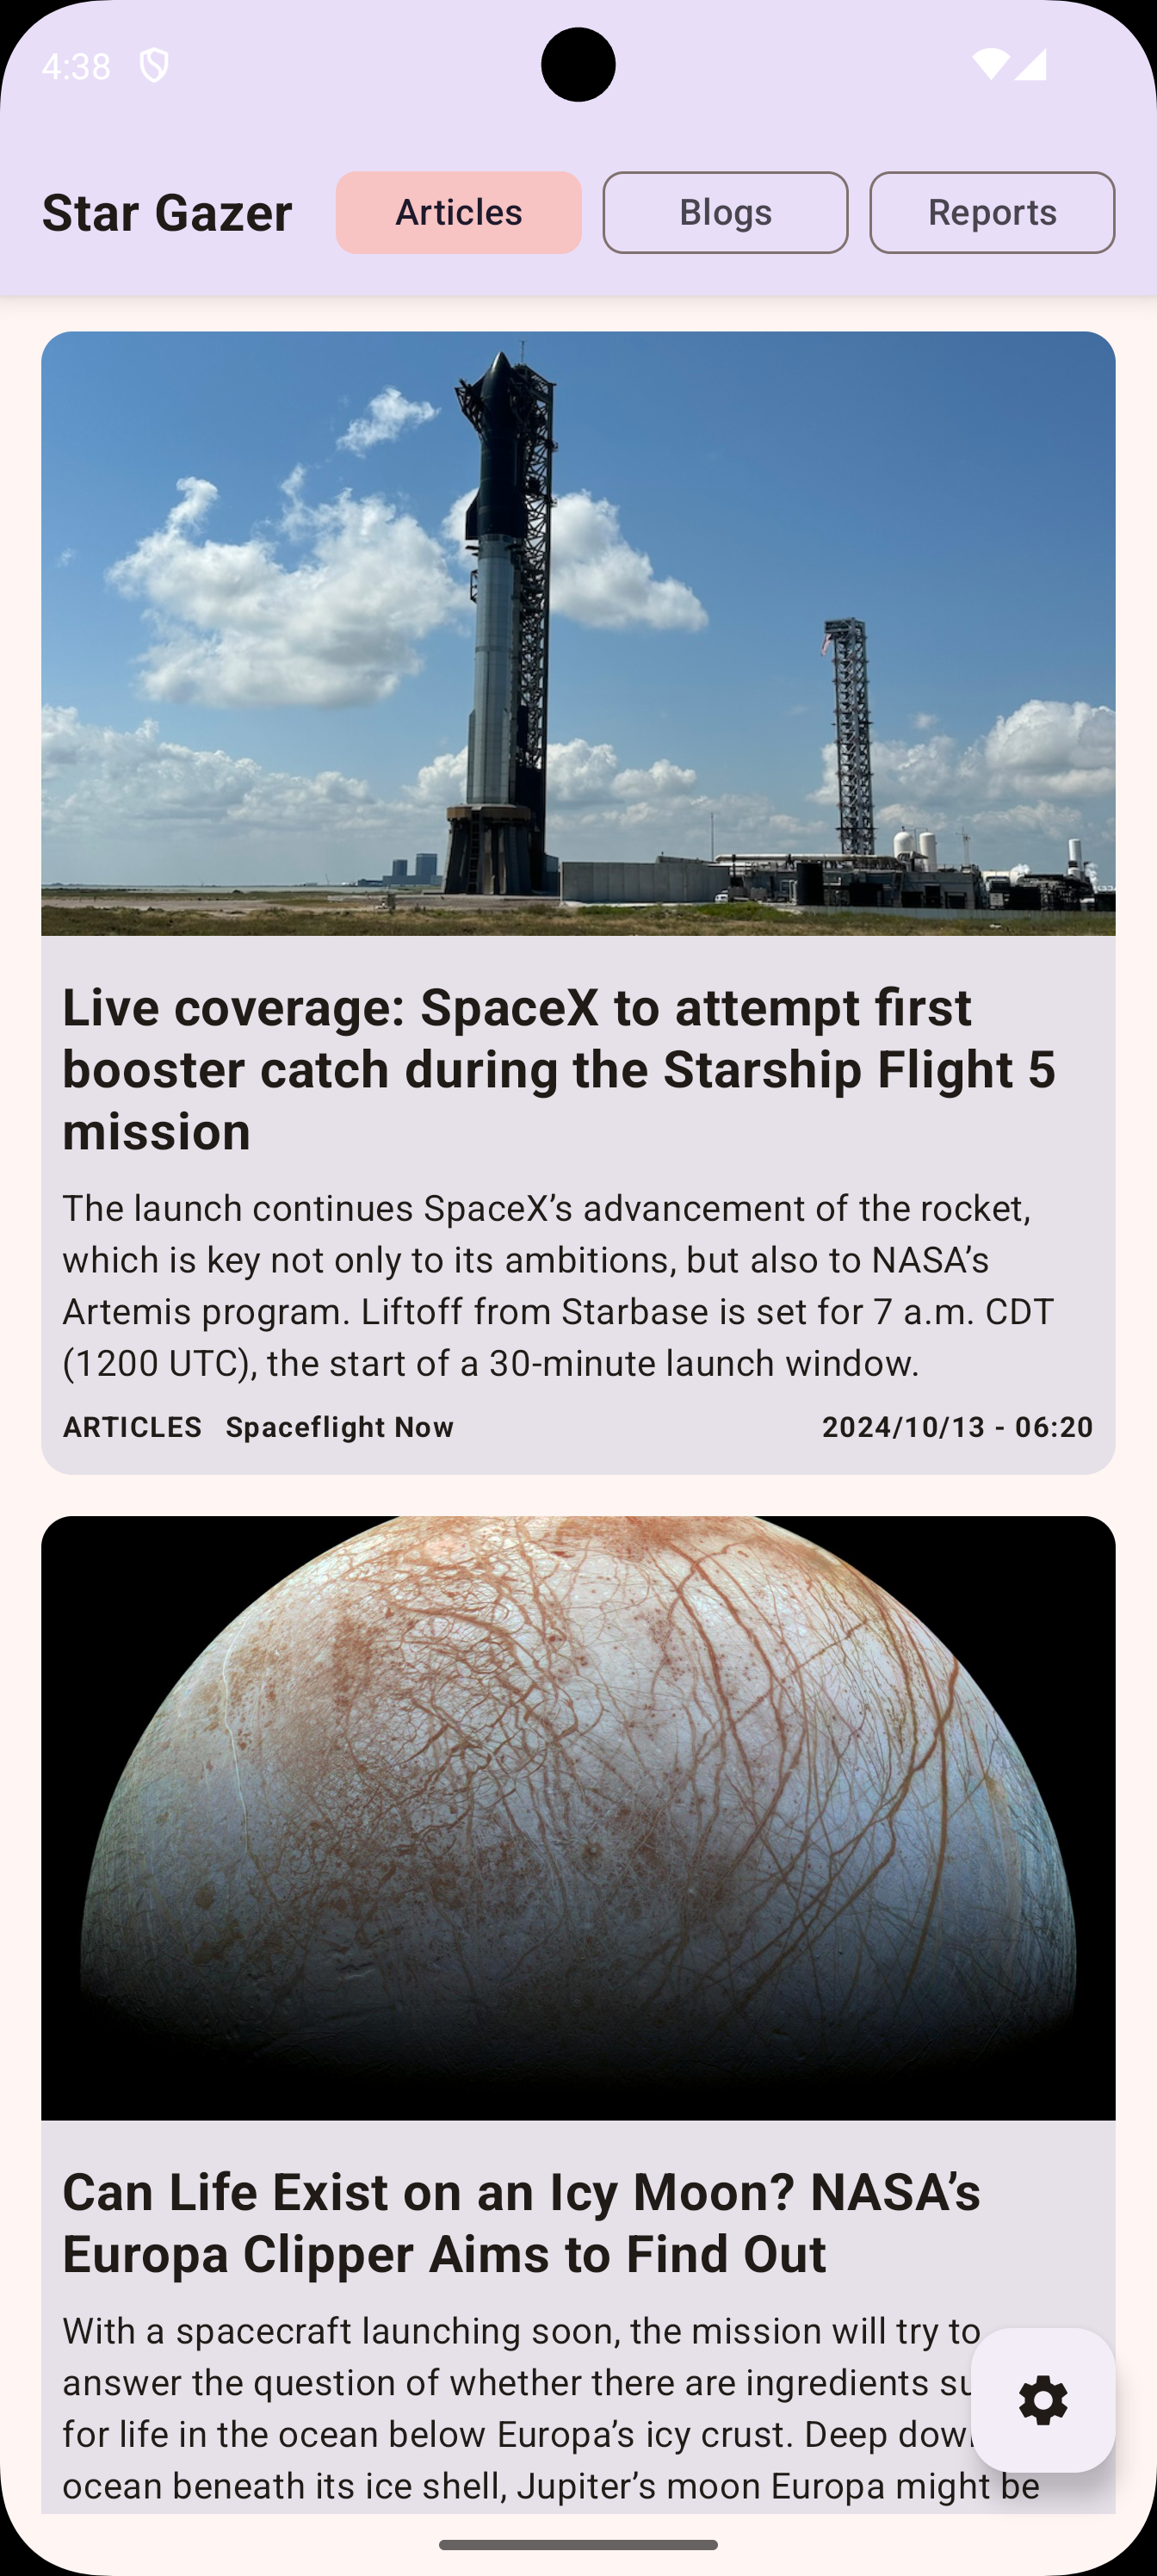 4:38
Star Gazer
Articles
Blogs
Reports
Live coverage: SpaceX to attempt first
booster catch during the Starship Flight 5
mission
The launch continues SpaceX’s advancement of the rocket,
which is key not only to its ambitions, but also to NASA’s
Artemis program. Liftoff from Starbase is set for 7 a.m. CDT
(1200 UTC), the start of a 30-minute launch window.
ARTICLES Spaceflight Now 2024/10/13 - 06:20
Can Life Exist on an Icy Moon? NASA’s
Europa Clipper Aims to Find Out
With a spacecraft launching soon, the mission will try to
answer the question of whether there are ingredients
for life in the ocean below Europa’s icy crust. Deep
ocean beneath its ice shell, Jupiter’s moon Europa might be